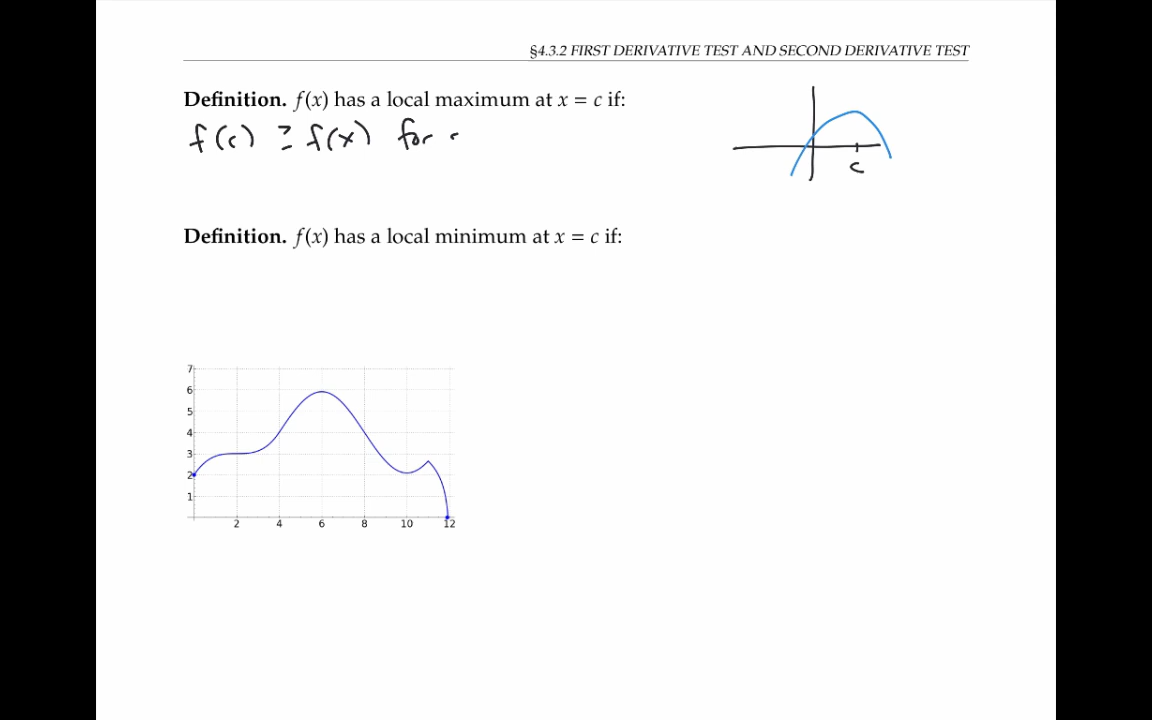 §4.3.2 FIRST DERIVATIVE TEST AND SECOND DERIVATIVE TEST
Definition. f(x) has a local maximum at x = c if:
f(c) ≥ f(x) for
c
Definition. f(x) has a local minimum at x = c if:
7
6
5
4
3
2
1
2 4 6 8 10 12